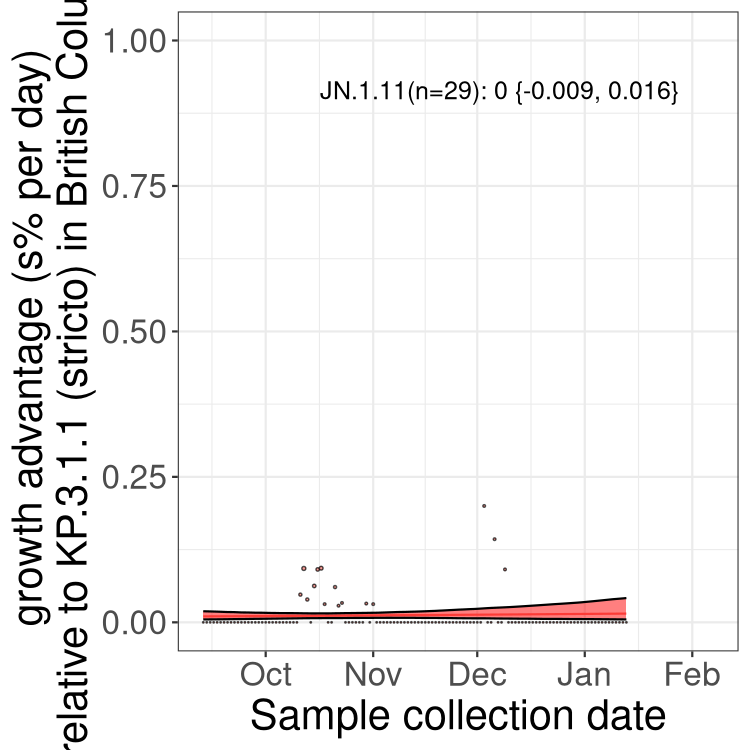 growth advantage (s% per day)
relative to KP.3.1.1 (stricto) in British Colu
1.00
0.75
0.50
0.25
0.00
JN.1.11(n=29): 0 {-0.009, 0.016}
Oct Nov Dec Jan Feb
Sample collection date